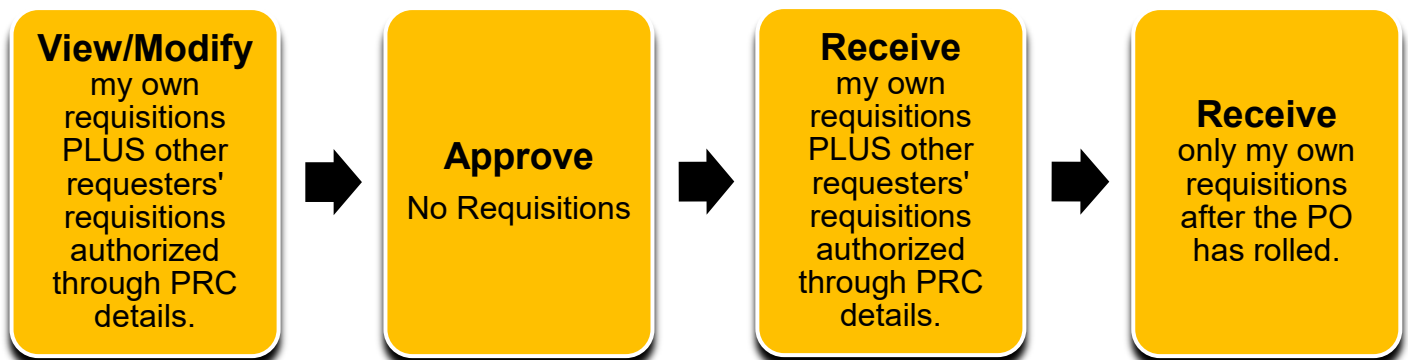 View/Modify
my own
requisitions
PLUS other
requesters'
requisitions
authorized
through PRC
details.
Approve
No Requisitions
Receive
my own
requisitions
PLUS other
requesters'
requisitions
authorized
through PRC
details.
Receive
only my own
requisitions
after the PO
has rolled.